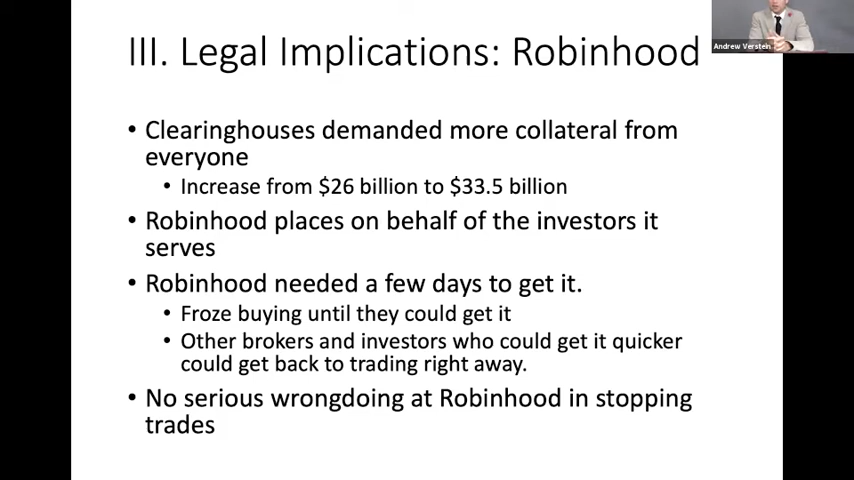 III. Legal Implications: Robinhood
Andrew Verstein
• Clearinghouses demanded more collateral from
everyone
• Increase from $26 billion to $33.5 billion
• Robinhood places on behalf of the investors it
serves
• Robinhood needed a few days to get it.
• Froze buying until they could get it
• Other brokers and investors who could get it quicker
could get back to trading right away.
• No serious wrongdoing at Robinhood in stopping
trades